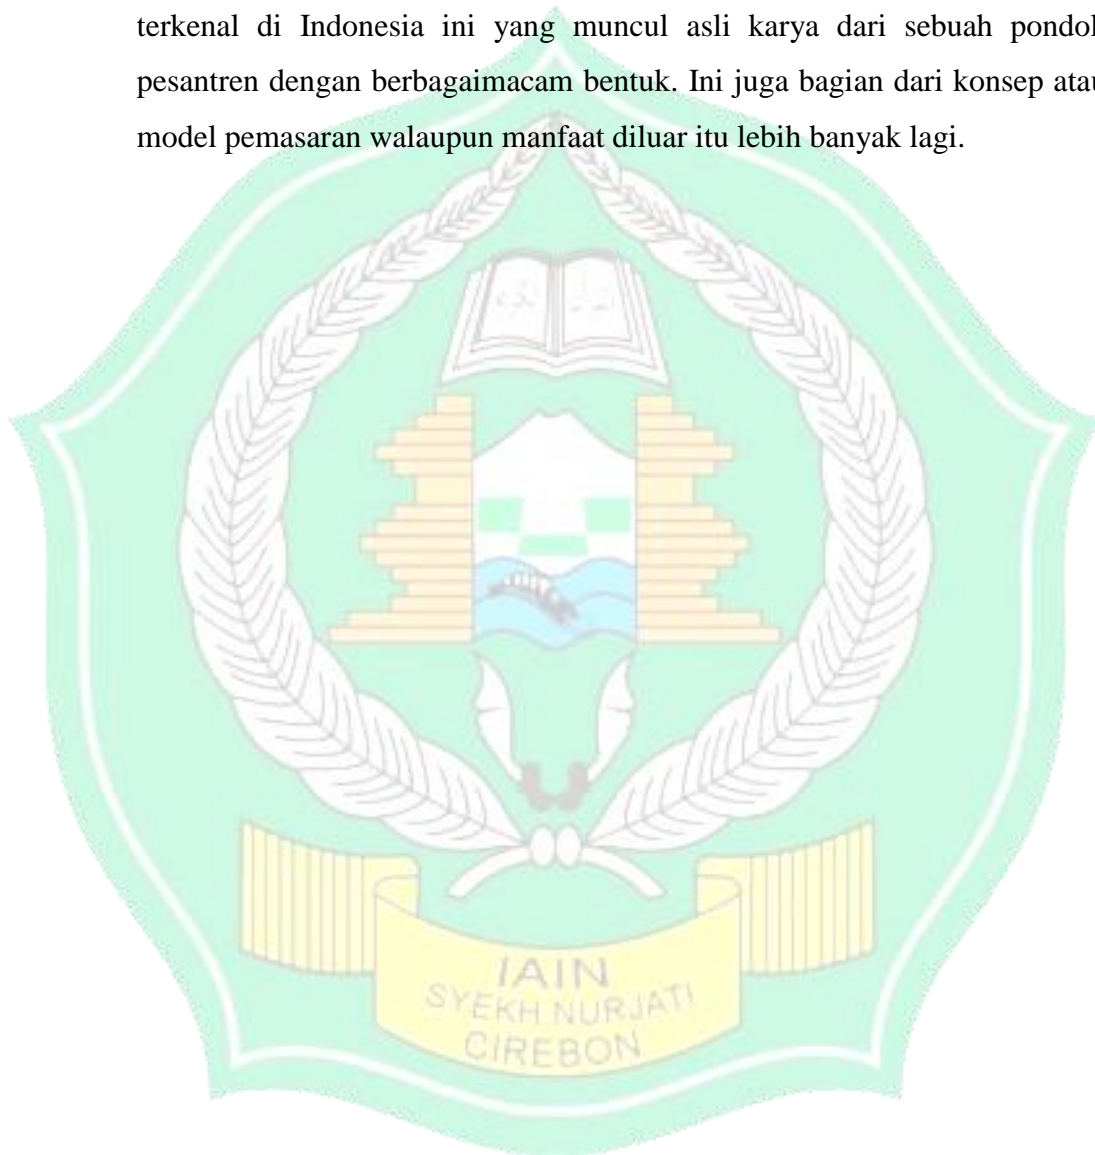 terkenal di Indonesia ini yang muncul asli karya dari sebuah
pesantren dengan berbagaimacam bentuk. Ini juga bagian dari konsep atau
model pemasaran walaupun manfaat diluar itu lebih banyak lagi.
IAIN
SYEKH NURJATI
CIREBON